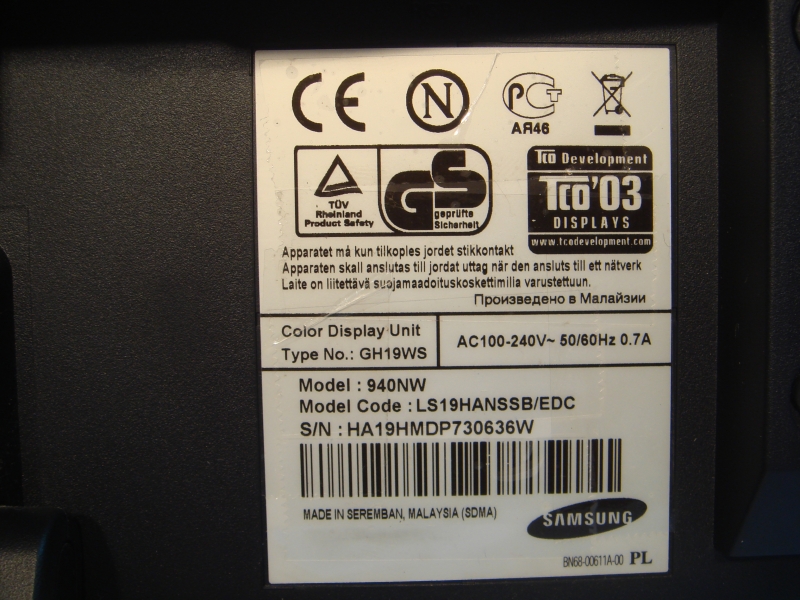 CE
N
PCT
АЯ46
TÜV
Rheinland
Product Safety
GS
geprüfte
Sicherheit
TCO Development
TCO'03
DISPLAYS
www.tcodevelopment.com
Apparatet må kun tilkoples jordet stikkontakt
Apparaten skall anslutas till jordat uttag när den ansluts till ett nätverk
Laite on liitettävä suojamaadoituskoskettimilla varustettuun.
Произведено в Малайзии
Color Display Unit
Type No.: GH19WS
AC100-240V~ 50/60Hz 0.7A
Model : 940NW
Model Code : LS19HANSSB/EDC
S/N : HA19HMDP730636W
MADE IN SEREMBAN, MALAYSIA (SDMA)
SAMSUNG
BN68-00611A-00 PL